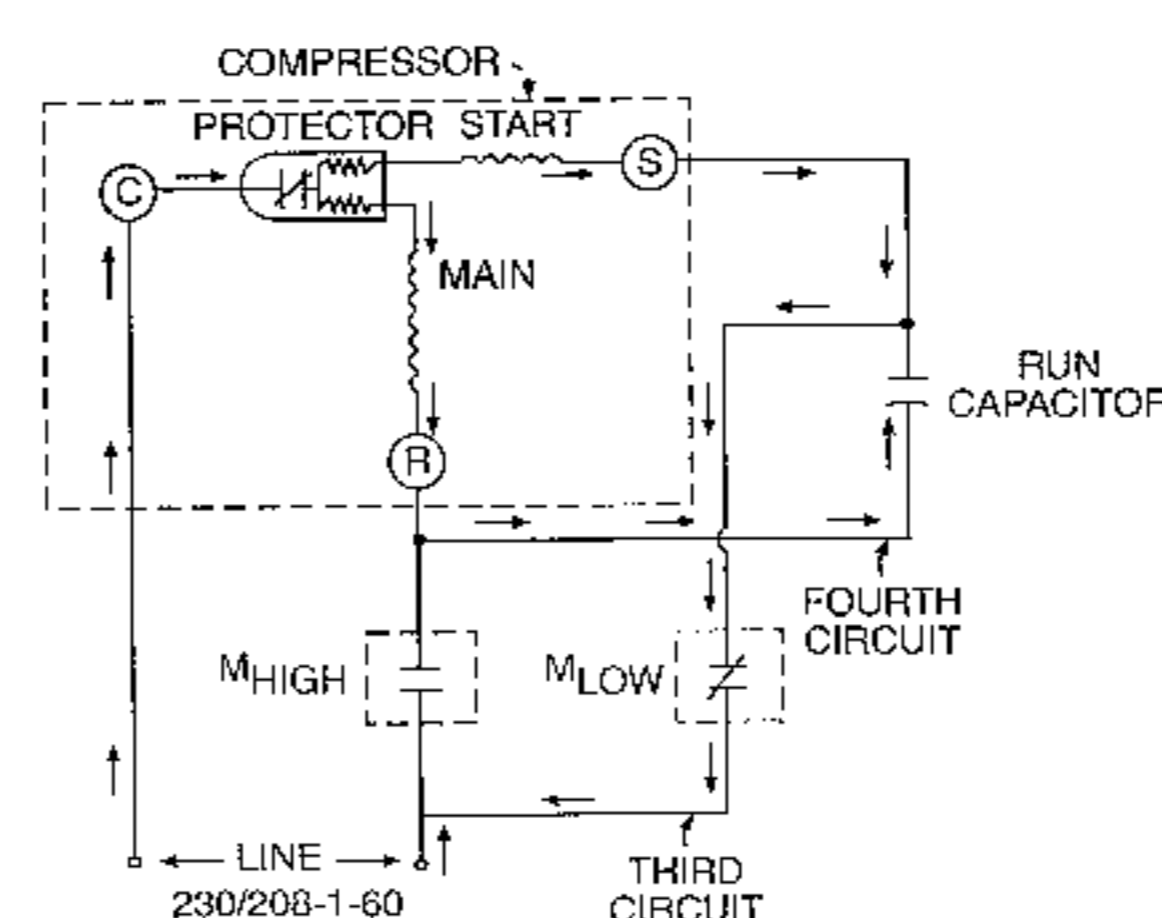 COMPRESSOR
PROTECTOR START
C
S
MAIN
RUN
CAPACITOR
R
FOURTH
CIRCUIT
MHIGH
MLOW
LINE
230/208-1-60
THIRD
CIRCUIT